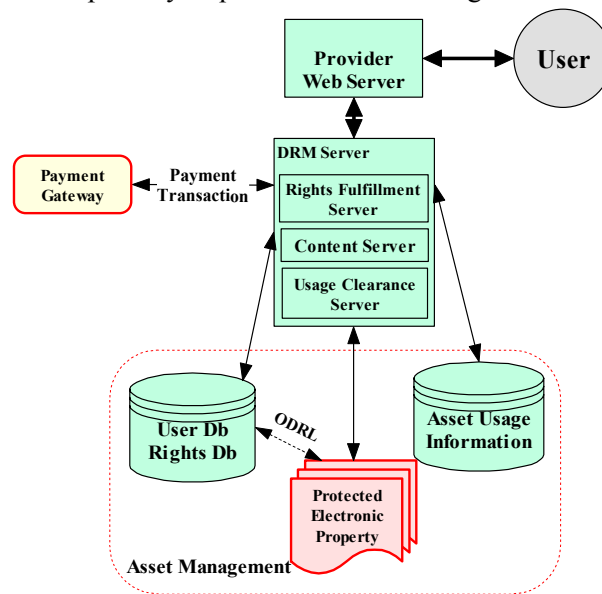 Provider
Web Server
User
DRM Server
Payment
Gateway
Payment
Transaction
Rights Fulfillment
Server
Content Server
Usage Clearance
Server
User Db
Rights Db
ODRL
Asset Usage
Information
Protected
Electronic
Property
Asset Management